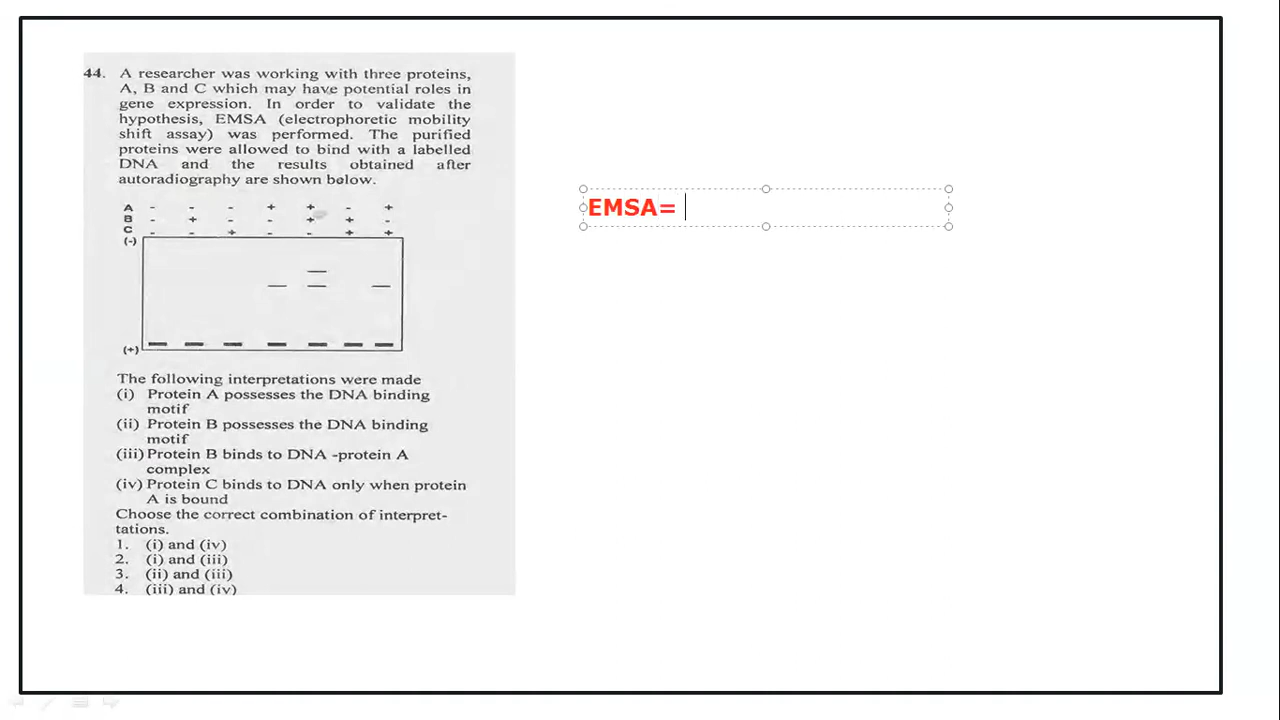 44. A researcher was working with three proteins,
A, B and C which may have potential roles in
gene expression. In order to validate the
hypothesis, EMSA (electrophoretic mobility
shift assay) was performed. The purified
proteins were allowed to bind with a labelled
DNA and the results obtained after
autoradiography are shown below.
A - - - + + - +
B - + - - + + -
C - - + - - + +
(-)
(+)
The following interpretations were made
(i) Protein A possesses the DNA binding
motif
(ii) Protein B possesses the DNA binding
motif
(iii) Protein B binds to DNA -protein A
complex
(iv) Protein C binds to DNA only when protein
A is bound
Choose the correct combination of interpret-
tations.
1. (i) and (iv)
2. (i) and (iii)
3. (ii) and (iii)
4. (iii) and (iv)
EMSA=